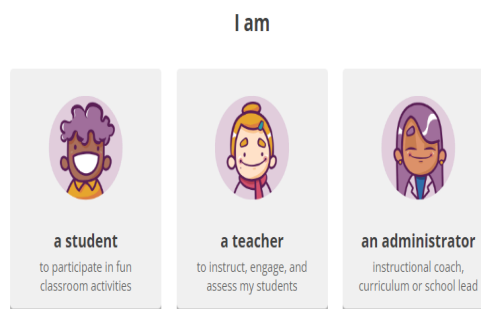 I am
a student
to participate in fun
classroom activities
a teacher
to instruct, engage, and
assess my students
an administrator
instructional coach,
curriculum or school lead